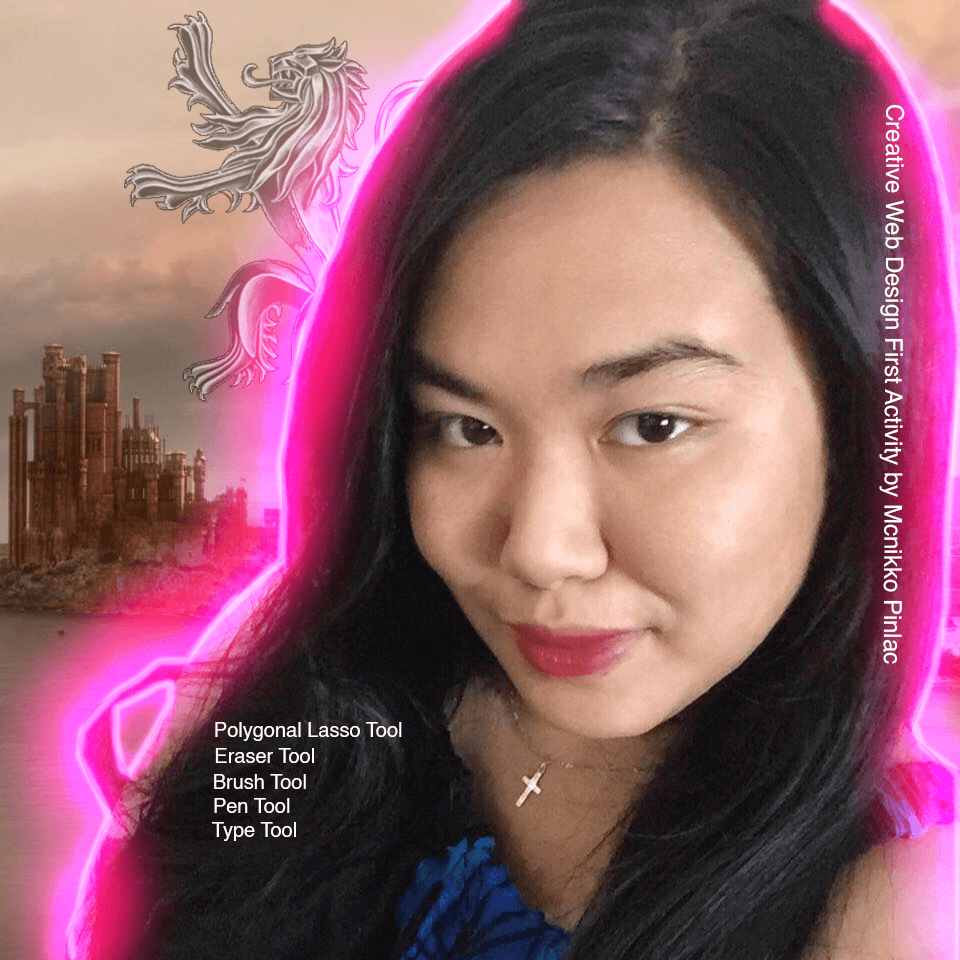 Creative Web Design First Activity by Mcnikko Pinlac
Polygonal Lasso Tool
Eraser Tool
Brush Tool
Pen Tool
Type Tool